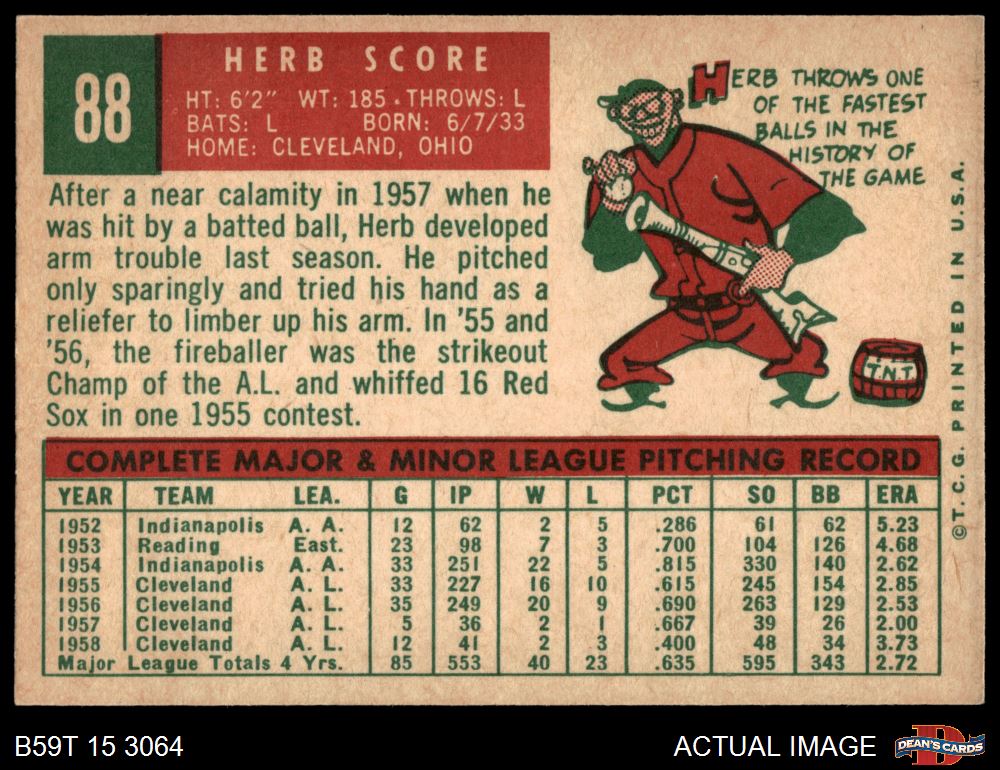 88
HERB SCORE
HT: 6'2" WT: 185 . THROWS: L
BATS: L BORN: 6/7/33
HOME: CLEVELAND, OHIO
After a near calamity in 1957 when he
was hit by a batted ball, Herb developed
arm trouble last season. He pitched
only sparingly and tried his hand as a
reliefer to limber up his arm. In '55 and
'56, the fireballer was the strikeout
Champ of the A.L. and whiffed 16 Red
Sox in one 1955 contest.
HERB THROWS ONE
OF THE FASTEST
BALLS IN THE
HISTORY OF
THE GAME
T.N.T
COMPLETE MAJOR & MINOR LEAGUE PITCHING RECORD
YEAR TEAM LEA. G IP W L PCT SO BB ERA
1952 Indianapolis A. A. 12 62 2 5 .286 61 62 5.23
1953 Reading East. 23 98 7 3 .700 104 126 4.68
1954 Indianapolis A. A. 33 251 22 5 .815 330 140 2.62
1955 Cleveland A. L. 33 227 16 10 .615 245 154 2.85
1956 Cleveland A. L. 35 249 20 9 .690 263 129 2.53
1957 Cleveland A. L. 5 36 2 1 .667 39 26 2.00
1958 Cleveland A. L. 12 41 2 3 .400 48 34 3.73
Major League Totals 4 Yrs. 85 553 40 23 .635 595 343 2.72
©T.C.G. PRINTED IN U.S.A.
B59T 15 3064
ACTUAL IMAGE
DEAN'S CARDS